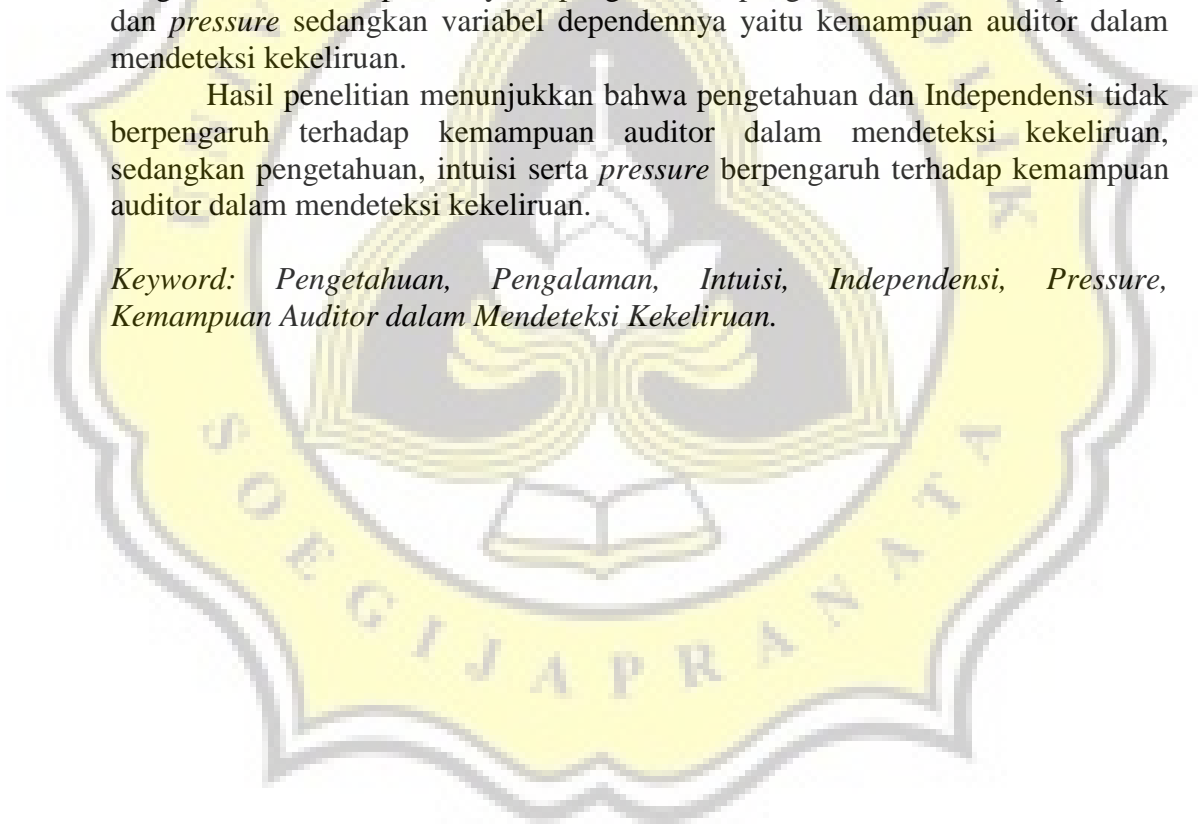 dan pressure sedangkan variabel dependennya yaitu kemampuan auditor dalam
mendeteksi kekeliruan.
Hasil penelitian menunjukkan bahwa pengetahuan dan Independensi tidak
berpengaruh terhadap kemampuan auditor dalam mendeteksi kekeliruan,
sedangkan pengetahuan, intuisi serta pressure berpengaruh terhadap kemampuan
auditor dalam mendeteksi kekeliruan.
Keyword: Pengetahuan, Pengalaman, Intuisi, Independensi, Pressure,
Kemampuan Auditor dalam Mendeteksi Kekeliruan.
SOEGIJAPRANATA